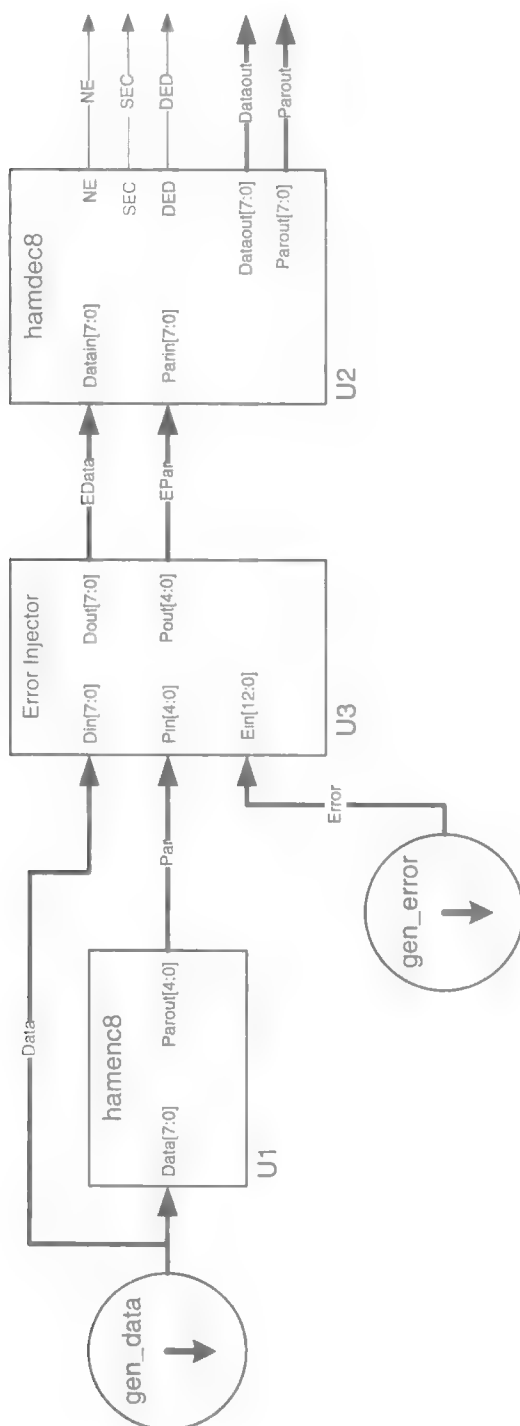 gen_data
Data
Data[7:0]
hamenc8
Parout[4:0]
U1
Par
gen_error
Error
Error Injector
Din[7:0]
Dout[7:0]
Pin[4:0]
Pout[4:0]
Ein[12:0]
U3
EData
EPar
hamdec8
Datain[7:0]
Parin[7:0]
NE
SEC
DED
Dataout[7:0]
Parout[7:0]
U2
NE
SEC
DED
Dataout
Parout